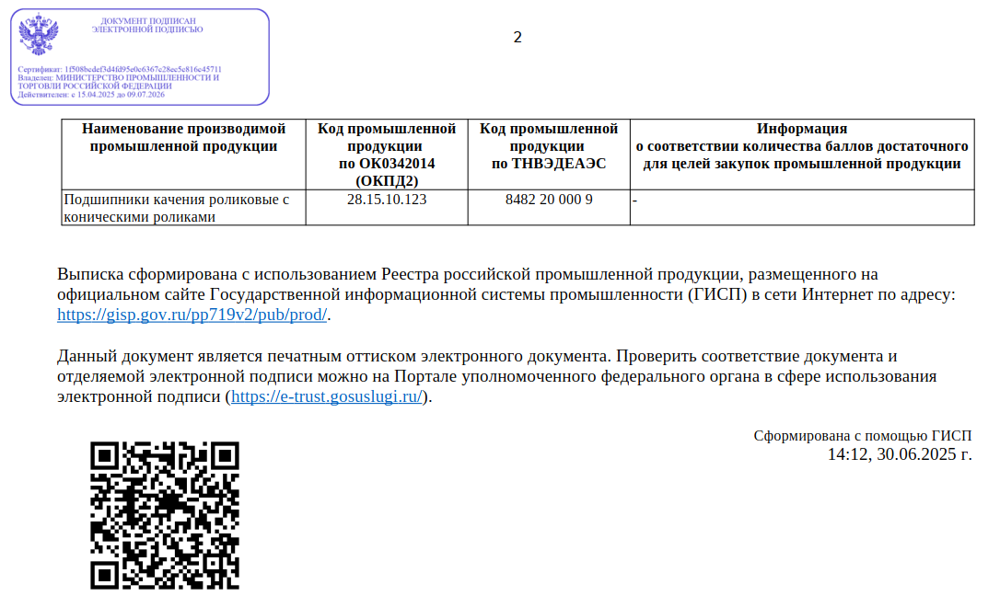 ДОКУМЕНТ ПОДПИСАН
ЭЛЕКТРОННОЙ ПОДПИСЬЮ
Сертификат: 1f508bcdef3d4fd95e0c6367c28ec5c816c45711
Владелец: МИНИСТЕРСТВО ПРОМЫШЛЕННОСТИ И
ТОРГОВЛИ РОССИЙСКОЙ ФЕДЕРАЦИИ
Действителен: с 15.04.2025 до 09.07.2026
2
Наименование производимой
промышленной продукции
Код промышленной
продукции
по ОК0342014
(ОКПД2)
Код промышленной
продукции
по ТНВЭДЕАЭС
Информация
о соответствии количества баллов достаточного
для целей закупок промышленной продукции
Подшипники качения роликовые с
коническими роликами
28.15.10.123
8482 20 000 9
-
Выписка сформирована с использованием Реестра российской промышленной продукции, размещенного на
официальном сайте Государственной информационной системы промышленности (ГИСП) в сети Интернет по адресу:
https://gisp.gov.ru/pp719v2/pub/prod/.
Данный документ является печатным оттиском электронного документа. Проверить соответствие документа и
отделяемой электронной подписи можно на Портале уполномоченного федерального органа в сфере использования
электронной подписи (https://e-trust.gosuslugi.ru/).
Сформирована с помощью ГИСП
14:12, 30.06.2025 г.